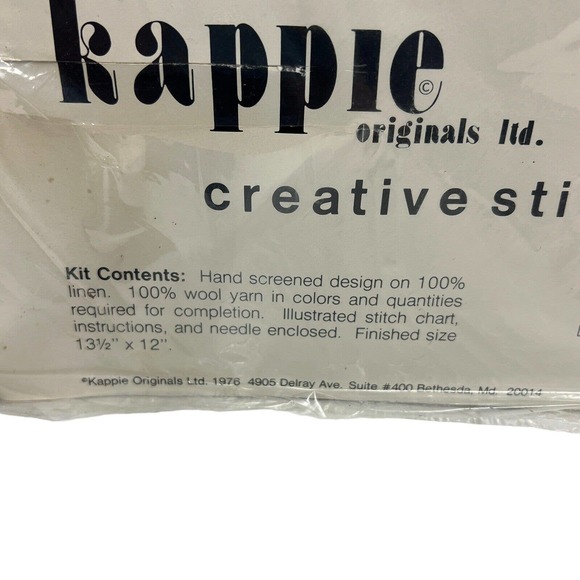 kappie ©
originals ltd.
creative sti
Kit Contents: Hand screened design on 100%
linen. 100% wool yarn in colors and quantities
required for completion. Illustrated stitch chart,
instructions, and needle enclosed. Finished size
13½" x 12".
©Kappie Originals Ltd. 1976 4905 Delray Ave. Suite #400 Bethesda, Md. 20014